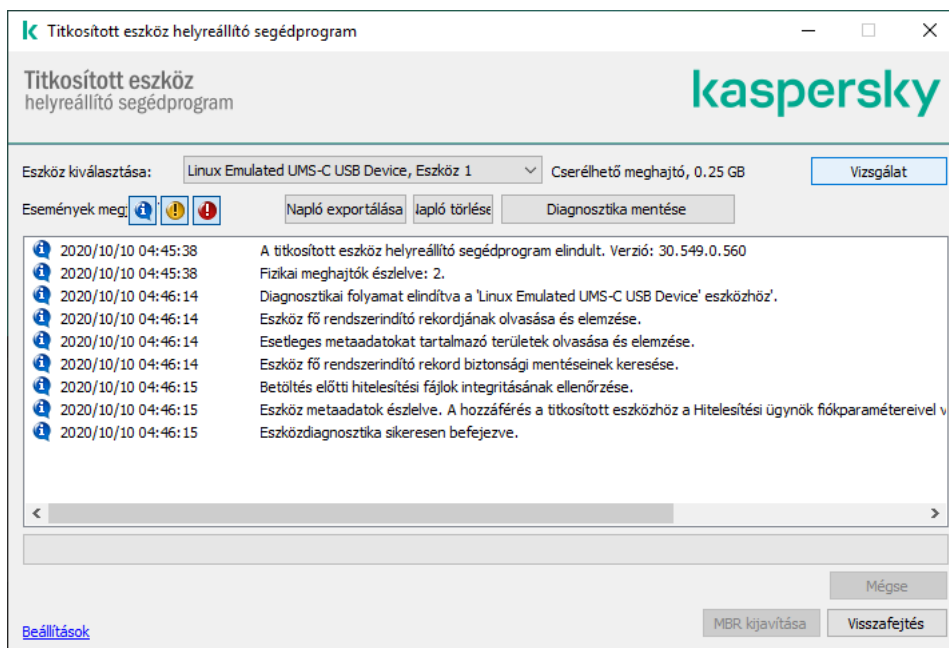 Titkosított eszköz helyreállító segédprogram
Titkosított eszköz
helyreállító segédprogram
kaspersky
Eszköz kiválasztása: Linux Emulated UMS-C USB Device, Eszköz 1 Cserélhető meghajtó, 0.25 GB Vizsgálat
Események meg Napló exportálása Napló törlése Diagnosztika mentése
2020/10/10 04:45:38 A titkosított eszköz helyreállító segédprogram elindult. Verzió: 30.549.0.560
2020/10/10 04:45:38 Fizikai meghajtók észlelve: 2.
2020/10/10 04:46:14 Diagnosztikai folyamat elindítva a 'Linux Emulated UMS-C USB Device' eszközhöz'.
2020/10/10 04:46:14 Eszköz fő rendszerindító rekordjának olvasása és elemzése.
2020/10/10 04:46:14 Esetleges metaadatokat tartalmazó területek olvasása és elemzése.
2020/10/10 04:46:14 Eszköz fő rendszerindító rekord biztonsági mentéseinek keresése.
2020/10/10 04:46:15 Betöltés előtti hitelesítési fájlok integritásának ellenőrzése.
2020/10/10 04:46:15 Eszköz metaadatok észlelve. A hozzáférés a titkosított eszközhöz a Hitelesítési ügynök fiókparamétereivel v
2020/10/10 04:46:15 Eszközdiagnosztika sikeresen befejezve.
Mégse
Beállítások MBR kijavítása Visszafejtés